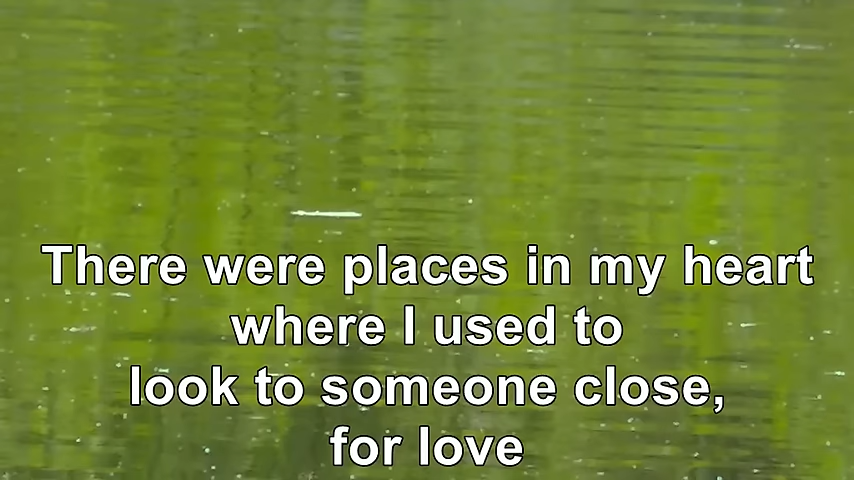 There were places in my heart
where I used to
look to someone close,
for love